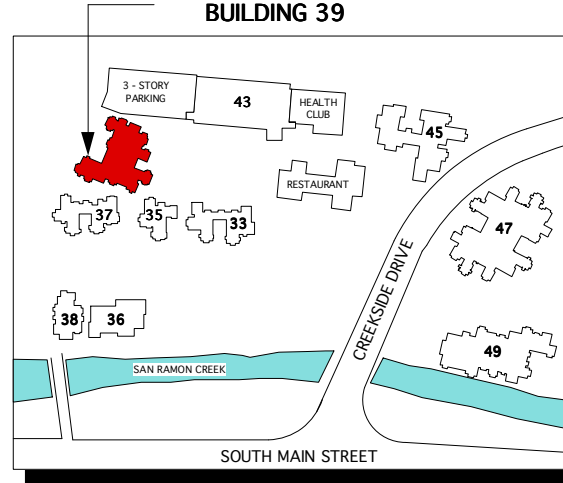 BUILDING 39
3 - STORY
PARKING
43
HEALTH
CLUB
45
RESTAURANT
37
35
33
47
38
36
CREEKSIDE DRIVE
49
SAN RAMON CREEK
SOUTH MAIN STREET